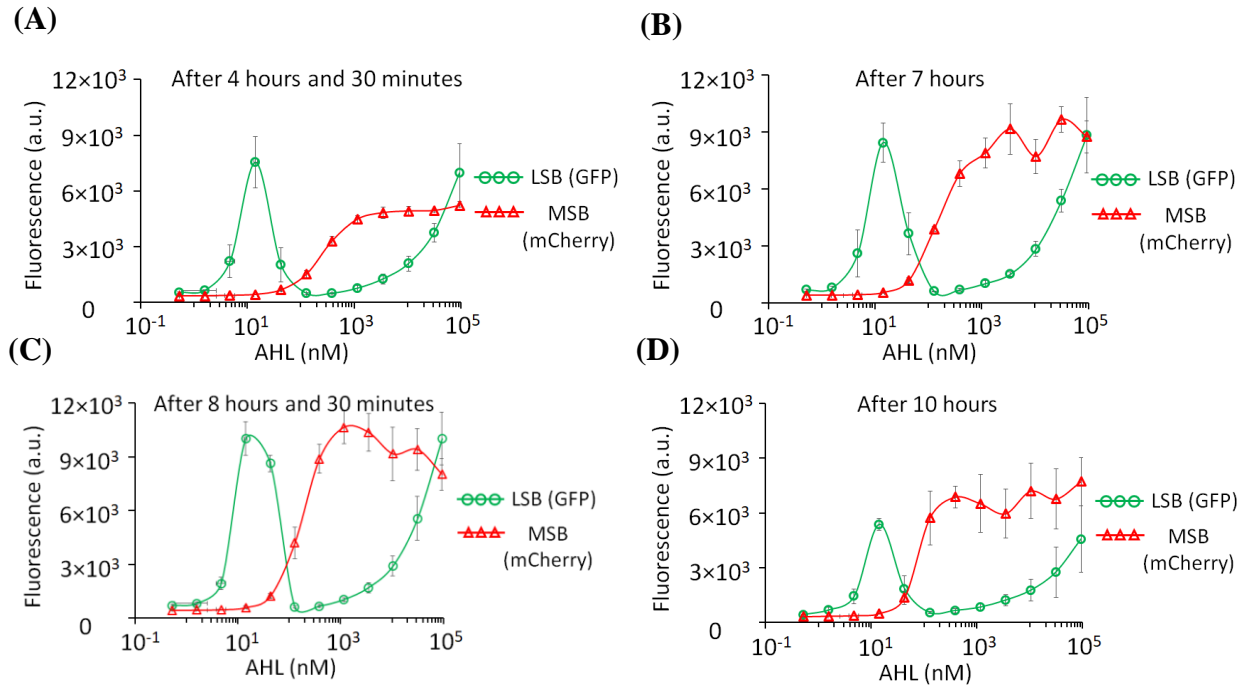 (A)
After 4 hours and 30 minutes
12×10³
9×10³
6×10³
3×10³
0
Fluorescence (a.u.)
10⁻¹ 10¹ 10³ 10⁵
AHL (nM)
LSB (GFP)
MSB
(mCherry)
(B)
After 7 hours
12×10³
9×10³
6×10³
3×10³
0
Fluorescence (a.u.)
10⁻¹ 10¹ 10³ 10⁵
AHL (nM)
LSB (GFP)
MSB
(mCherry)
(C)
After 8 hours and 30 minutes
12×10³
9×10³
6×10³
3×10³
0
Fluorescence (a.u.)
10⁻¹ 10¹ 10³ 10⁵
AHL (nM)
LSB (GFP)
MSB
(mCherry)
(D)
After 10 hours
12×10³
9×10³
6×10³
3×10³
0
Fluorescence (a.u.)
10⁻¹ 10¹ 10³ 10⁵
AHL (nM)
LSB (GFP)
MSB
(mCherry)